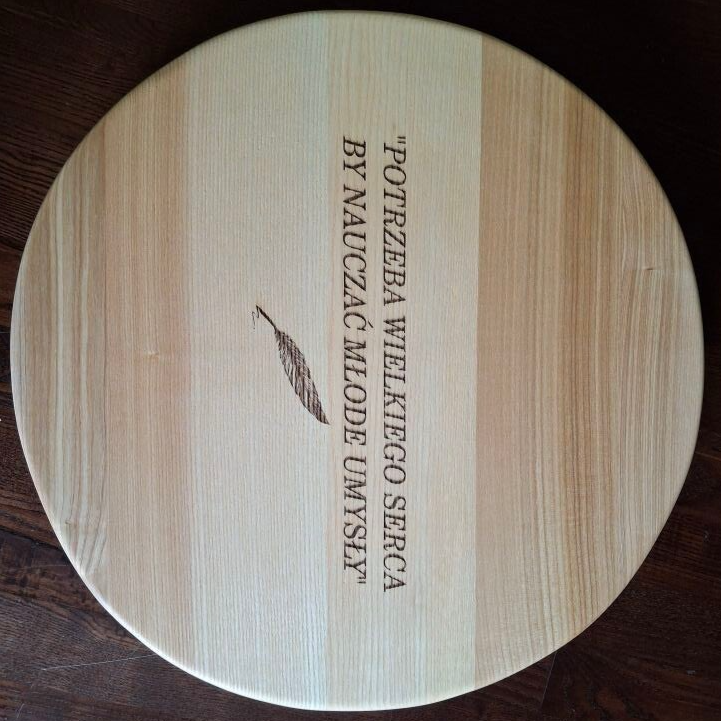 "POTRZEBA WIELKIEGO SERCA
BY NAUCZAĆ MŁODE UMYSŁY"